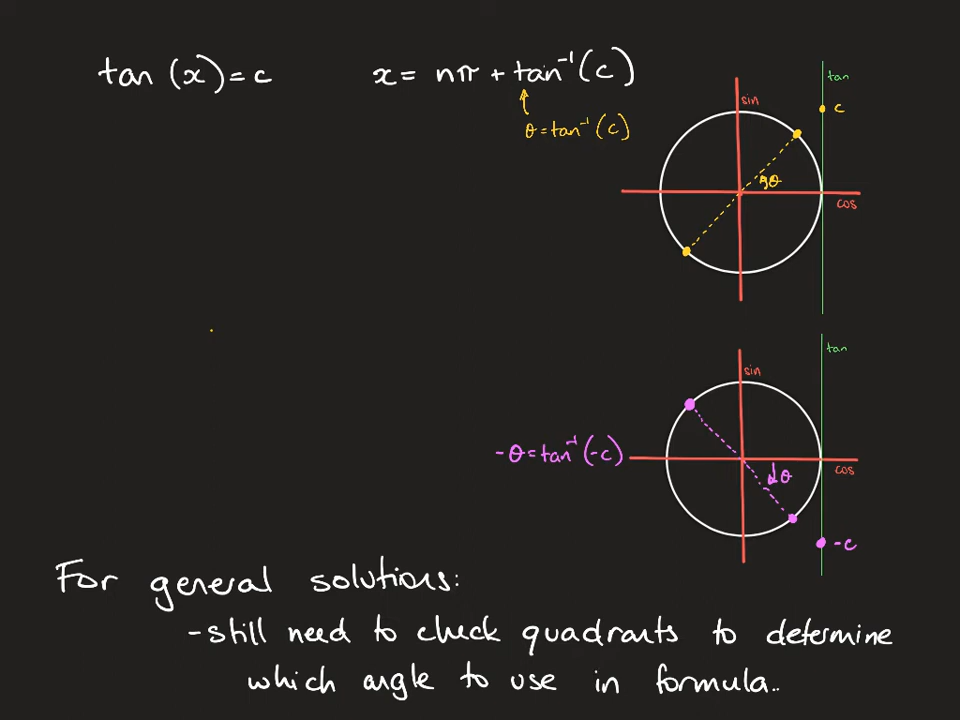 tan (x) = c
x = nπ + tan⁻¹(c)
θ = tan⁻¹(c)
sin
tan
c
θ
cos
tan
sin
-θ = tan⁻¹(-c)
θ
cos
-c
For general solutions:
- still need to check quadrants to determine
which angle to use in formula..